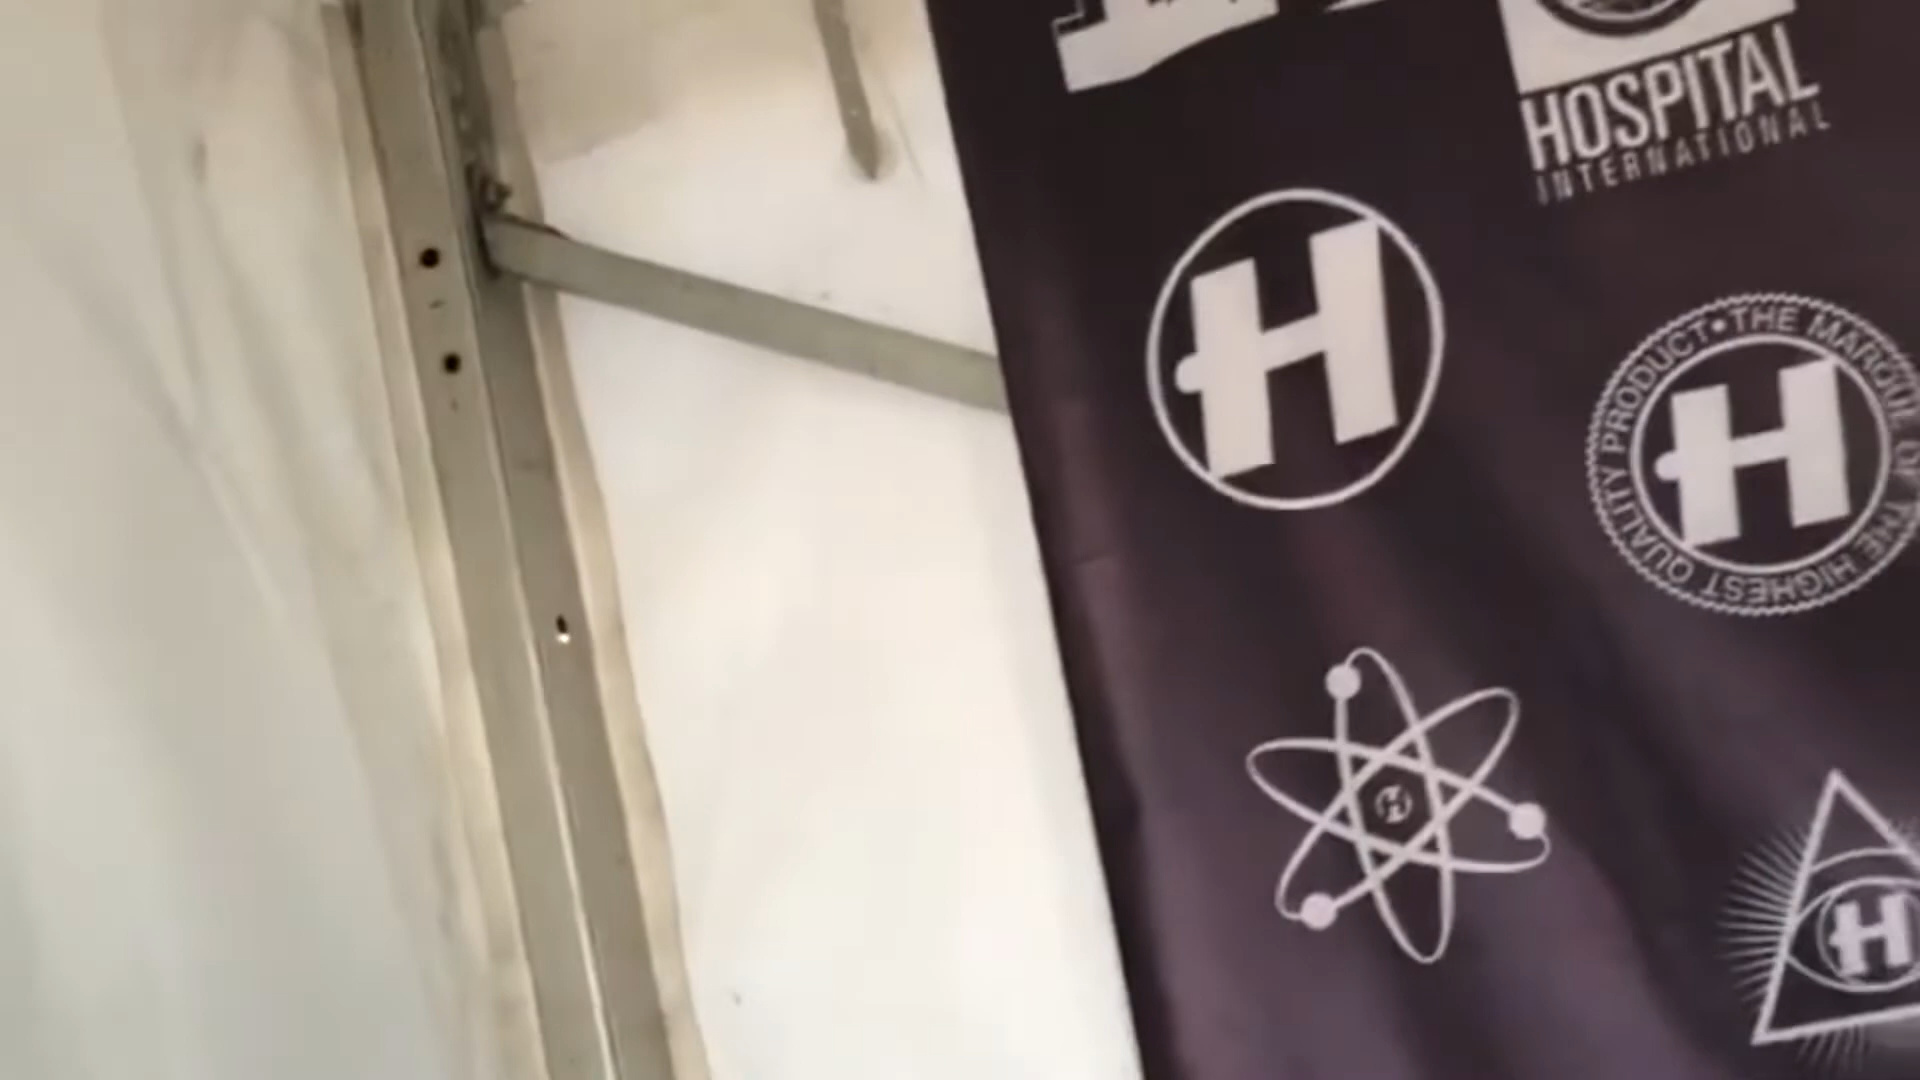 HOSPITAL
INTERNATIONAL
H
QUALITY PRODUCT • THE MARQUE OF THE HIGHEST
H
H
H